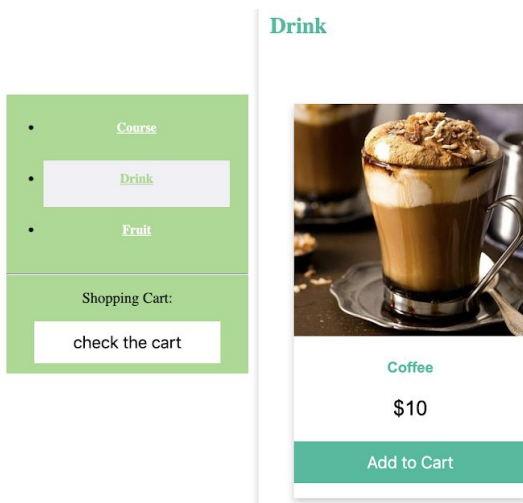 Drink
Course
Drink
Fruit
Shopping Cart:
check the cart
Coffee
$10
Add to Cart